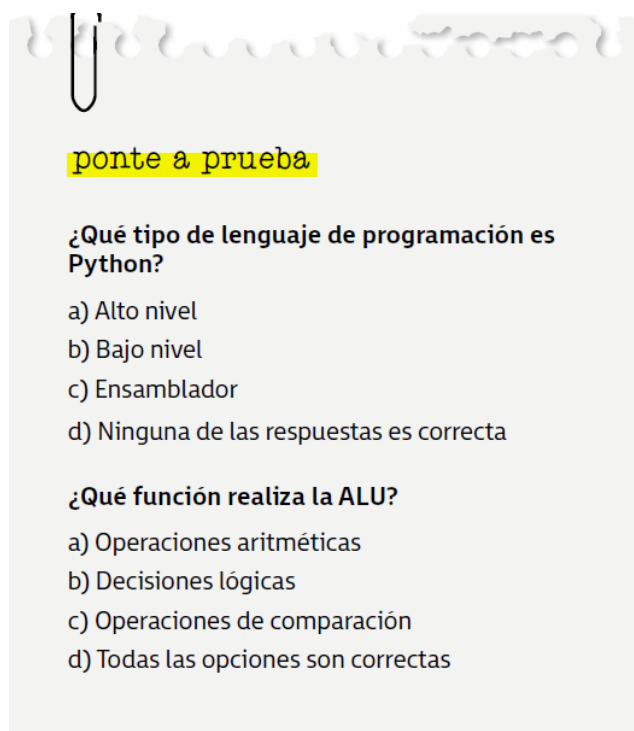 ponte a prueba
¿Qué tipo de lenguaje de programación es
Python?
a) Alto nivel
b) Bajo nivel
c) Ensamblador
d) Ninguna de las respuestas es correcta
¿Qué función realiza la ALU?
a) Operaciones aritméticas
b) Decisiones lógicas
c) Operaciones de comparación
d) Todas las opciones son correctas